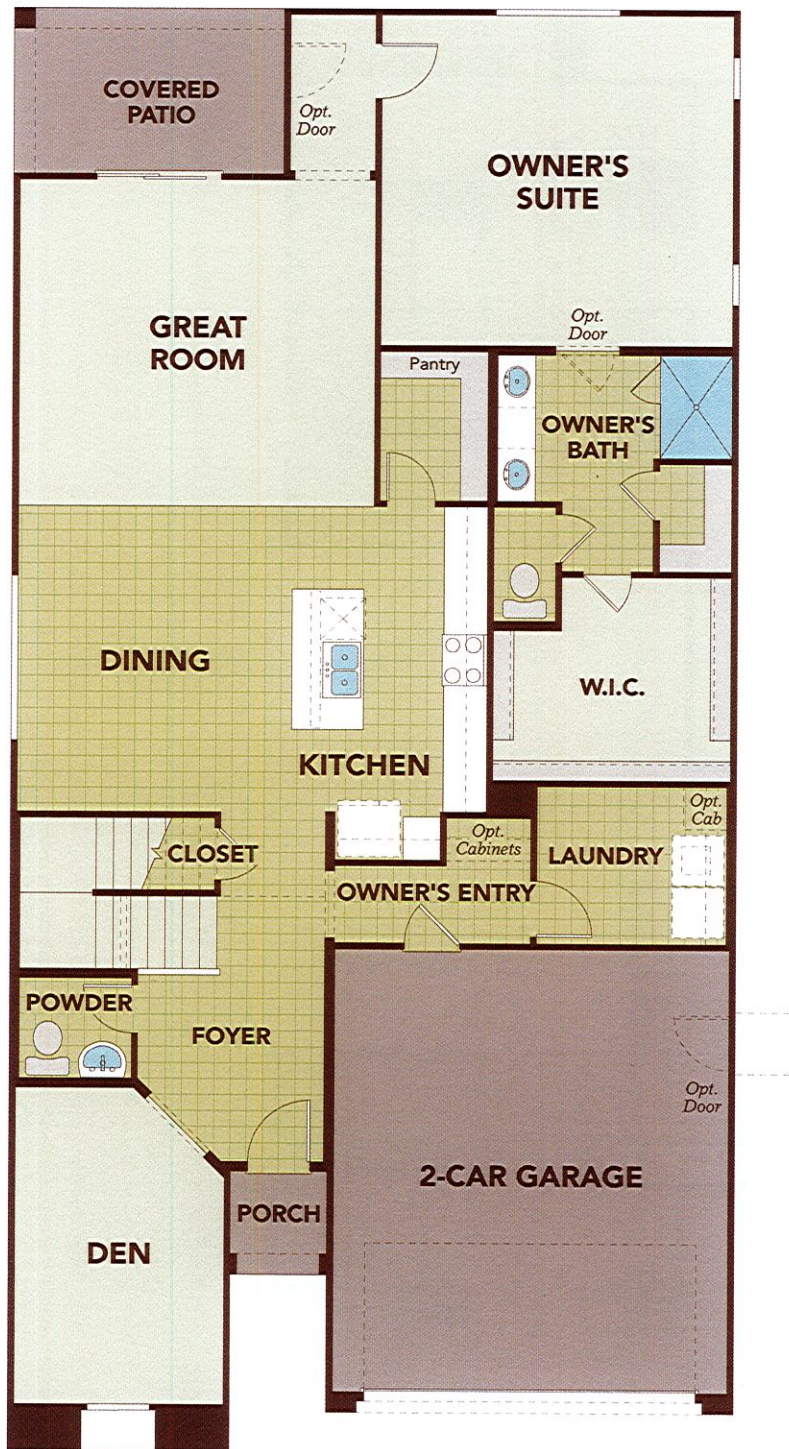 COVERED
PATIO
Opt.
Door
OWNER'S
SUITE
GREAT
ROOM
Opt.
Door
Pantry
OWNER'S
BATH
DINING
W.I.C.
KITCHEN
Opt.
Cab
Opt.
Cabinets
CLOSET
LAUNDRY
OWNER'S ENTRY
POWDER
FOYER
Opt.
Door
2-CAR GARAGE
PORCH
DEN